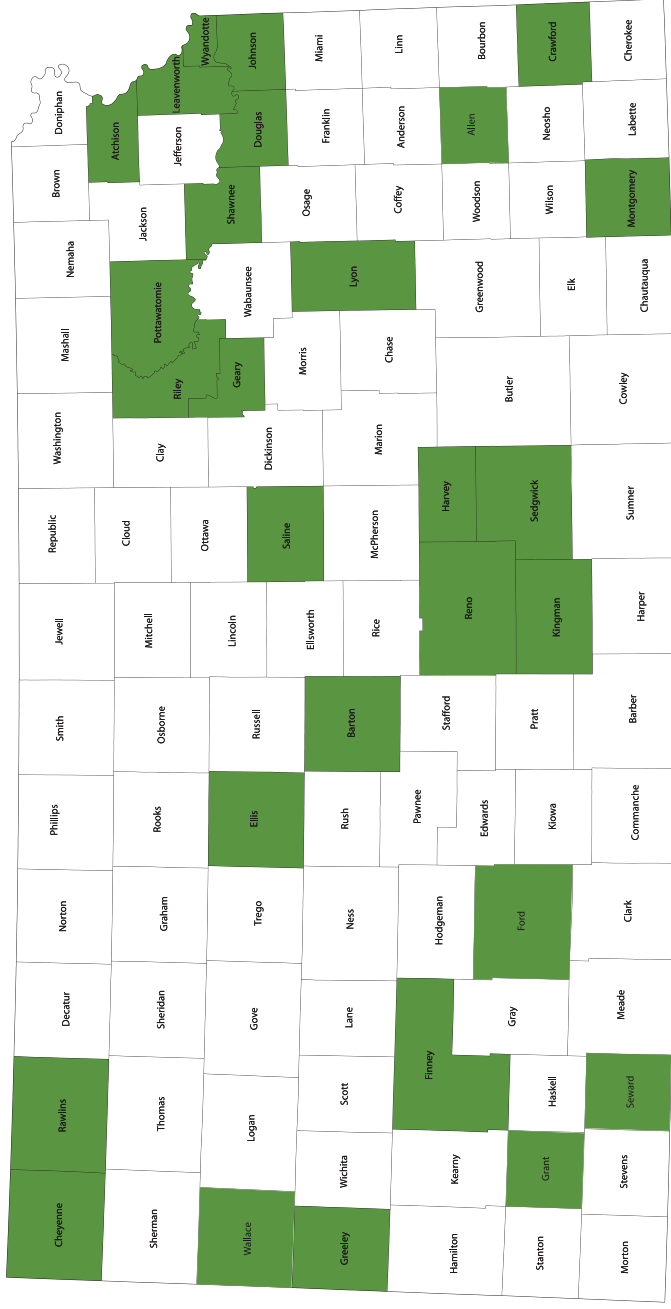 Cheyenne
Rawlins
Decatur
Norton
Phillips
Smith
Jewell
Republic
Washington
Mashall
Nemaha
Brown
Doniphan
Sherman
Thomas
Sheridan
Graham
Rooks
Osborne
Mitchell
Cloud
Clay
Riley
Pottawatomie
Jackson
Atchison
Jefferson
Leavenworth
Wyandotte
Wallace
Logan
Gove
Trego
Ellis
Russell
Lincoln
Ottawa
Dickinson
Geary
Wabaunsee
Shawnee
Douglas
Johnson
Greeley
Wichita
Scott
Lane
Ness
Rush
Barton
Ellsworth
Saline
Morris
Lyon
Osage
Franklin
Miami
Hamilton
Kearny
Finney
Hodgeman
Pawnee
Stafford
Rice
McPherson
Marion
Chase
Coffey
Anderson
Linn
Stanton
Grant
Haskell
Gray
Ford
Edwards
Kiowa
Pratt
Reno
Kingman
Harvey
Sedgwick
Butler
Greenwood
Woodson
Allen
Bourbon
Elk
Wilson
Neosho
Crawford
Morton
Stevens
Seward
Meade
Clark
Commanche
Barber
Harper
Sumner
Cowley
Chautauqua
Montgomery
Labette
Cherokee